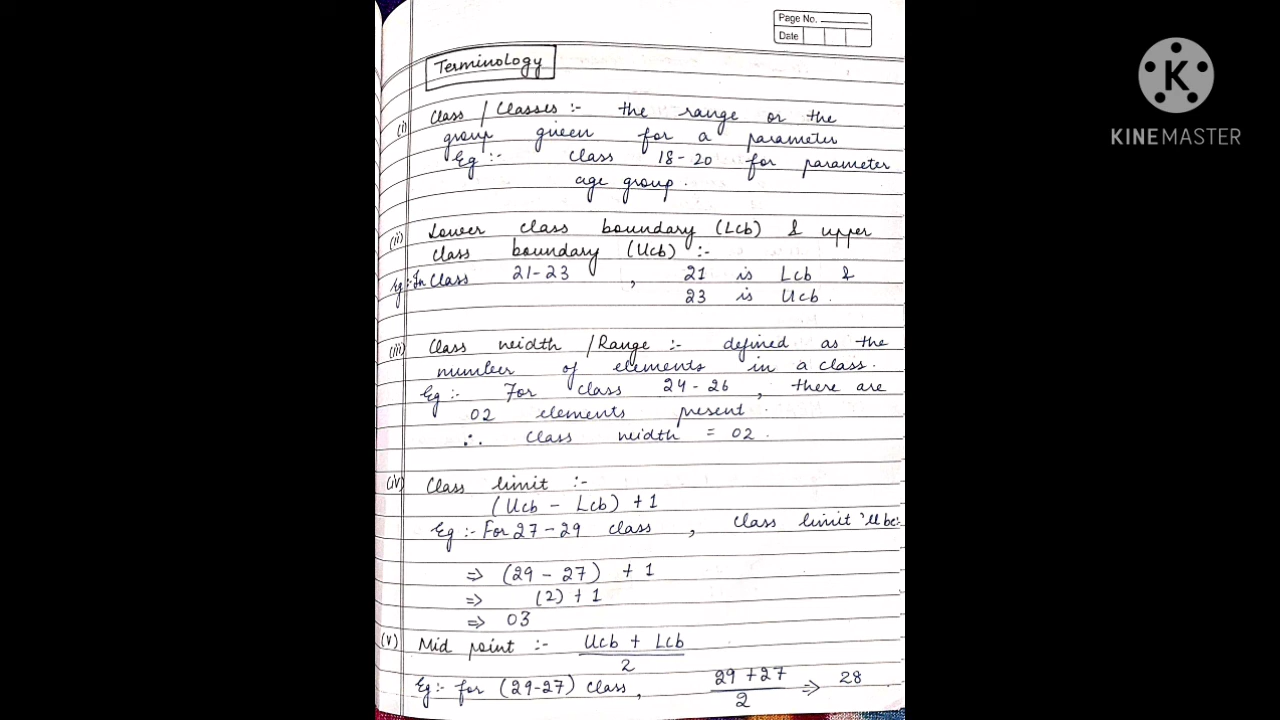 Page No.
Date
Terminology
(i) Class / Classes :- the range or the
group given for a parameter
Eg :- Class 18-20 for parameter
age group.
(ii) Lower class boundary (Lcb) & upper
class boundary (Ucb) :-
Eg :- In Class 21-23 , 21 is Lcb &
23 is Ucb.
(iii) Class width / Range :- defined as the
number of elements in a class.
Eg :- For class 24-26 , there are
02 elements present.
∴ Class width = 02.
(iv) Class limit :-
(Ucb - Lcb) + 1
Eg :- For 27-29 class , class limit 'll be:
⇒ (29 - 27) + 1
⇒ (2) + 1
⇒ 03
(v) Mid point :- Ucb + Lcb
2
Eg :- for (29-27) Class, 29 + 27 ⇒ 28
2
K
KINEMASTER